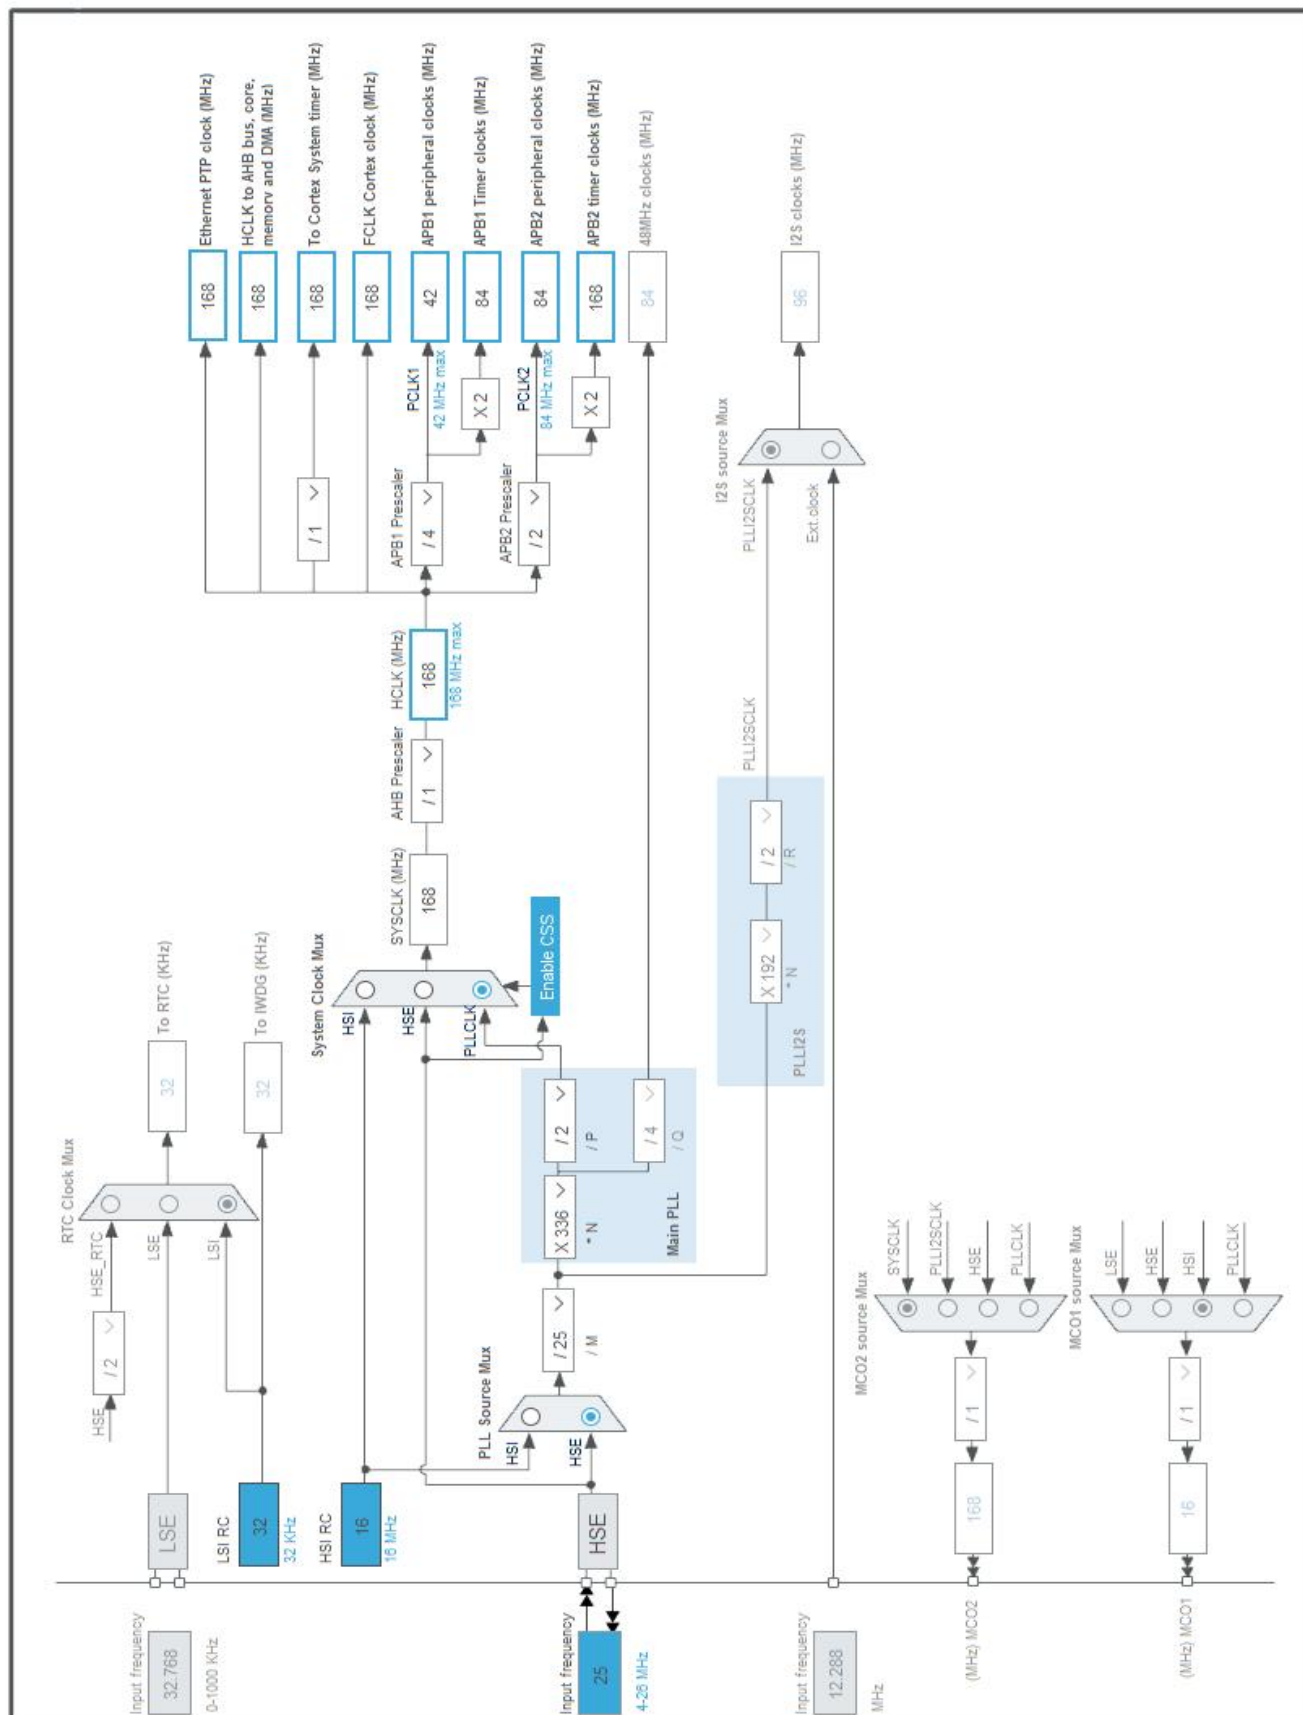 Input frequency
32.768
0-1000 KHz
LSE
LSI RC
32
32 KHz
HSE
/ 2
HSE_RTC
LSE
LSI
RTC Clock Mux
32
To RTC (KHz)
32
To IWDG (KHz)
HSI RC
16
16 MHz
Input frequency
25
4-26 MHz
HSE
PLL Source Mux
HSI
HSE
/ 25
/ M
X 336
* N
/ 2
/ P
/ 4
/ Q
Main PLL
System Clock Mux
HSI
HSE
PLLCLK
Enable CSS
SYSCLK (MHz)
168
AHB Prescaler
/ 1
HCLK (MHz)
168
168 MHz max
168
Ethernet PTP clock (MHz)
168
HCLK to AHB bus, core,
memory and DMA (MHz)
/ 1
168
To Cortex System timer (MHz)
168
FCLK Cortex clock (MHz)
APB1 Prescaler
/ 4
PCLK1
42 MHz max
42
APB1 peripheral clocks (MHz)
X 2
84
APB1 Timer clocks (MHz)
APB2 Prescaler
/ 2
PCLK2
84 MHz max
84
APB2 peripheral clocks (MHz)
X 2
168
APB2 timer clocks (MHz)
84
48MHz clocks (MHz)
PLLI2S
X 192
* N
/ 2
/ R
PLLI2SCLK
PLLI2SCLK
I2S source Mux
Ext.clock
96
I2S clocks (MHz)
Input frequency
12.288
MHz
(MHz) MCO2
168
/ 1
MCO2 source Mux
SYSCLK
PLLI2SCLK
HSE
PLLCLK
(MHz) MCO1
16
/ 1
MCO1 source Mux
LSE
HSE
HSI
PLLCLK